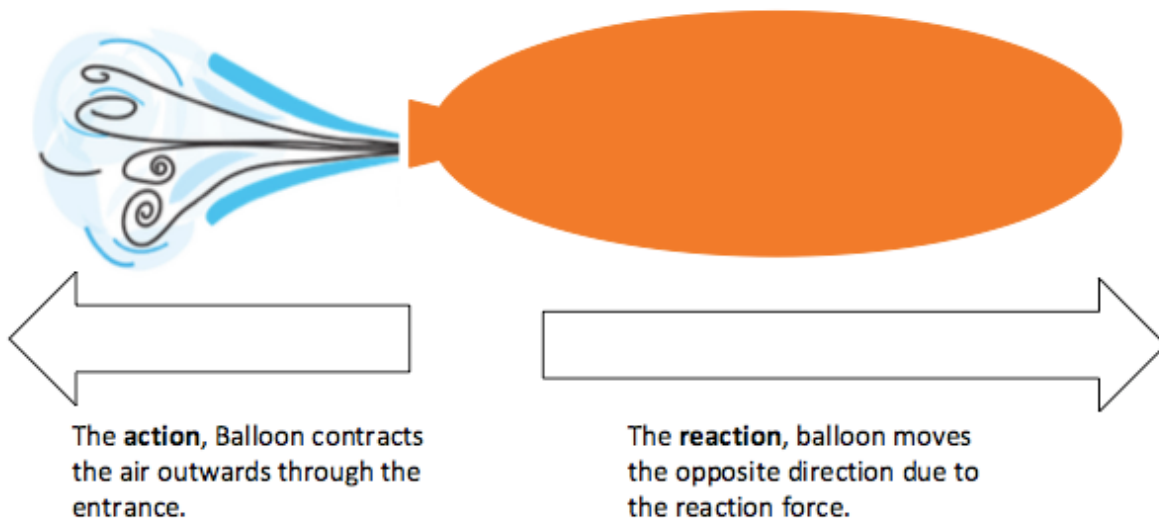 The action, Balloon contracts
the air outwards through the
entrance.
The reaction, balloon moves
the opposite direction due to
the reaction force.